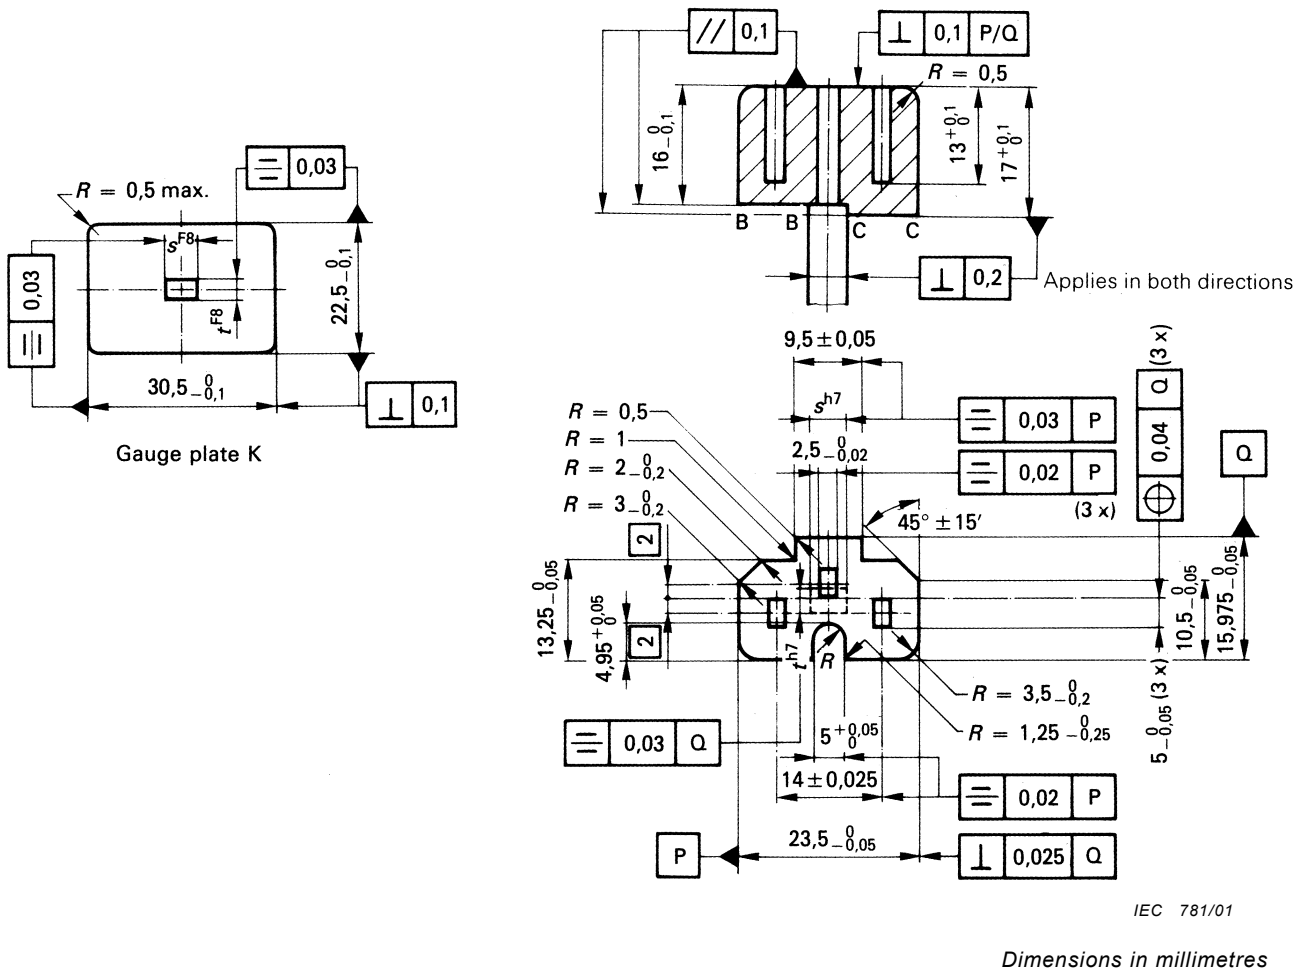 // 0,1
⊥ 0,1 P/Q
R = 0,5
16 0 −0,1
13 +0,1 0
17 +0,1 0
B B C C
⊥ 0,2
Applies in both directions
⌯ 0,03
R = 0,5 max.
s F8
⌯ 0,03
t F8
22,5 0 −0,1
30,5 0 −0,1
⊥ 0,1
Gauge plate K
9,5 ± 0,05
s h7
2,5 0 −0,02
R = 0,5
R = 1
R = 2 0 −0,2
R = 3 0 −0,2
⌯ 0,03 P
⌯ 0,02 P
(3 x)
⌖ 0,04 Q (3 x)
Q
45° ± 15′
2
2
13,25 0 −0,05
4,95 +0,05 0
t h7
R
10,5 0 −0,05
15,975 0 −0,05
5 0 −0,05 (3 x)
R = 3,5 0 −0,2
R = 1,25 0 −0,25
⌯ 0,03 Q
5 +0,05 0
14 ± 0,025
⌯ 0,02 P
23,5 0 −0,05
P
⊥ 0,025 Q
IEC 781/01
Dimensions in millimetres